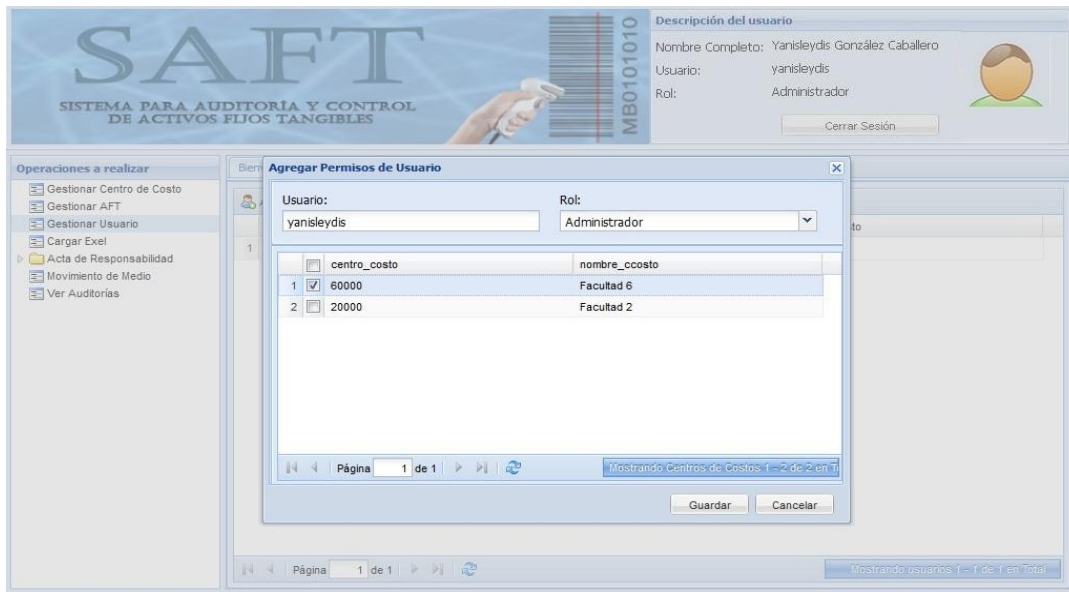 SAFT
SISTEMA PARA AUDITORÍA Y CONTROL
DE ACTIVOS FIJOS TANGIBLES
MB01010101010
Descripción del usuario
Nombre Completo: Yanisleydis González Caballero
Usuario: yanisleydis
Rol: Administrador
Cerrar Sesión
Operaciones a realizar
Gestionar Centro de Costo
Gestionar AFT
Gestionar Usuario
Cargar Exel
Acta de Responsabilidad
Movimiento de Medio
Ver Auditorías
Bien
Agregar Permisos de Usuario
Usuario: Rol:
yanisleydis Administrador
to
1
centro_costo nombre_ccosto
1 60000 Facultad 6
2 20000 Facultad 2
Página 1 de 1 Mostrando Centros de Costos 1 - 2 de 2 en T
Guardar Cancelar
Página 1 de 1 Mostrando usuarios 1 - 1 de 1 en Total